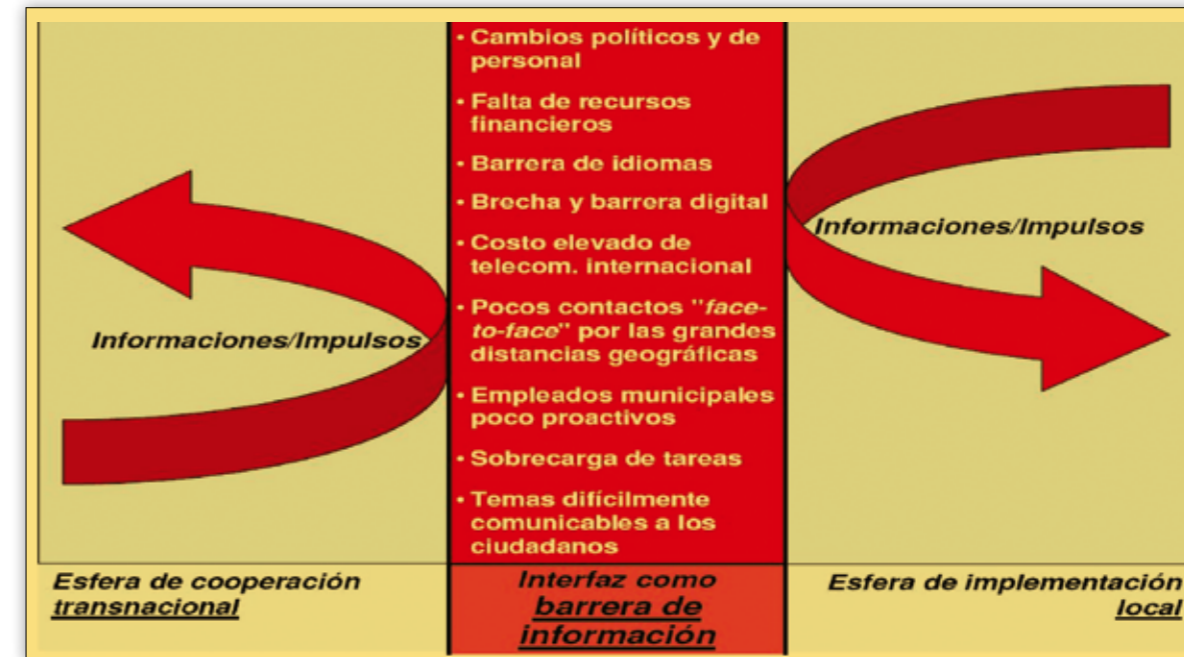 • Cambios políticos y de
personal
• Falta de recursos
financieros
• Barrera de idiomas
• Brecha y barrera digital
• Costo elevado de
telecom. internacional
• Pocos contactos "face-
to-face" por las grandes
distancias geográficas
• Empleados municipales
poco proactivos
• Sobrecarga de tareas
• Temas difícilmente
comunicables a los
ciudadanos
Informaciones/Impulsos
Informaciones/Impulsos
Esfera de cooperación
transnacional
Interfaz como
barrera de
información
Esfera de implementación
local